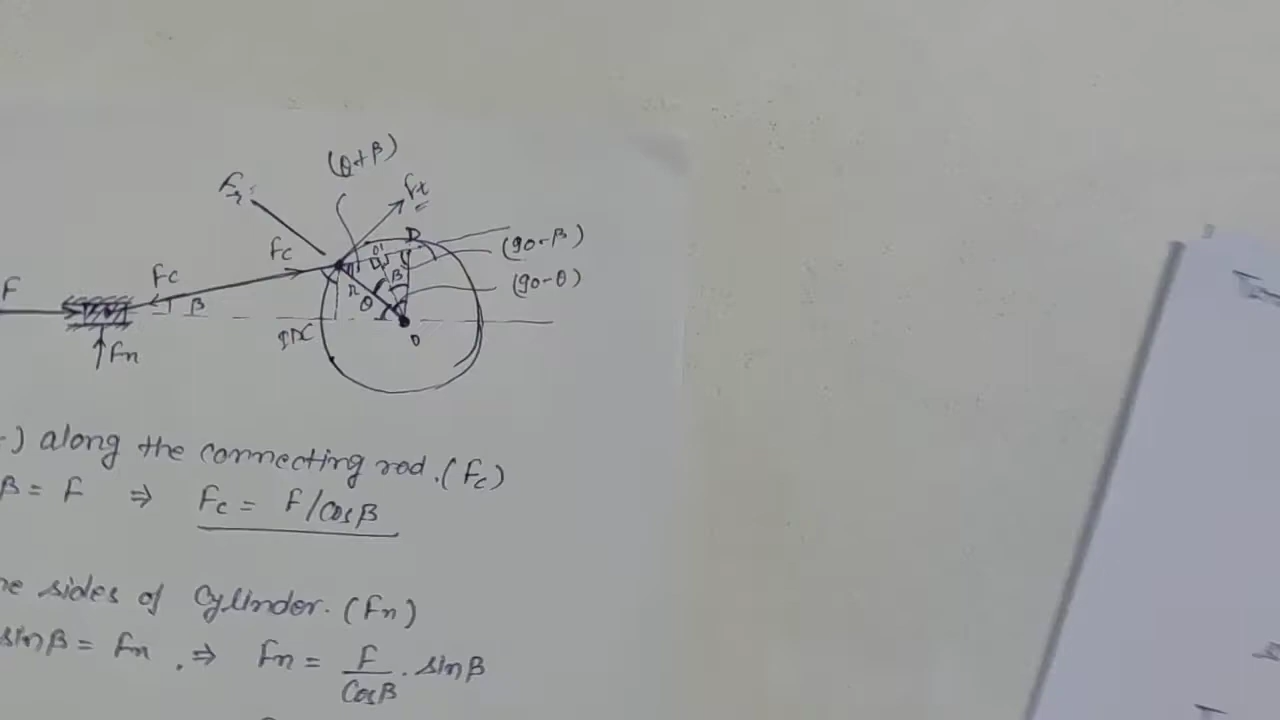 (θ+β)
Fr
Ft
Fc
D
(90-β)
Fc
β
(90-θ)
F
β
θ
IDC
O
Fn
-) along the connecting rod. (Fc)
β = F ⇒ Fc = F/cosβ
ne sides of Cylinder. (Fn)
sinβ = Fn . ⇒ Fn = F/Cosβ . sinβ